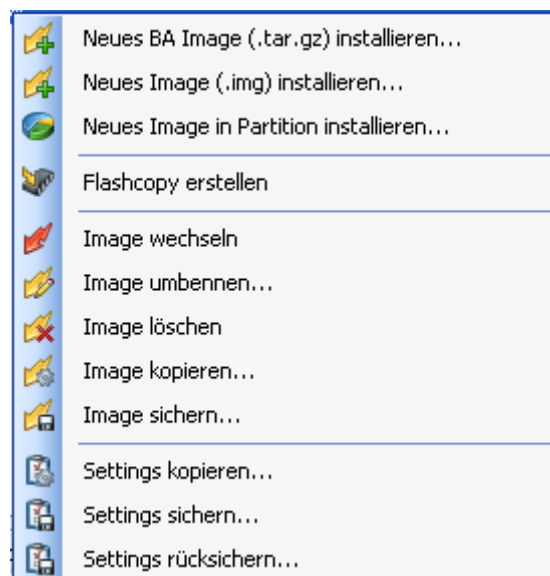 Neues BA Image (.tar.gz) installieren...
Neues Image (.img) installieren...
Neues Image in Partition installieren...
Flashcopy erstellen
Image wechseln
Image umbennen...
Image löschen
Image kopieren...
Image sichern...
Settings kopieren...
Settings sichern...
Settings rücksichern...